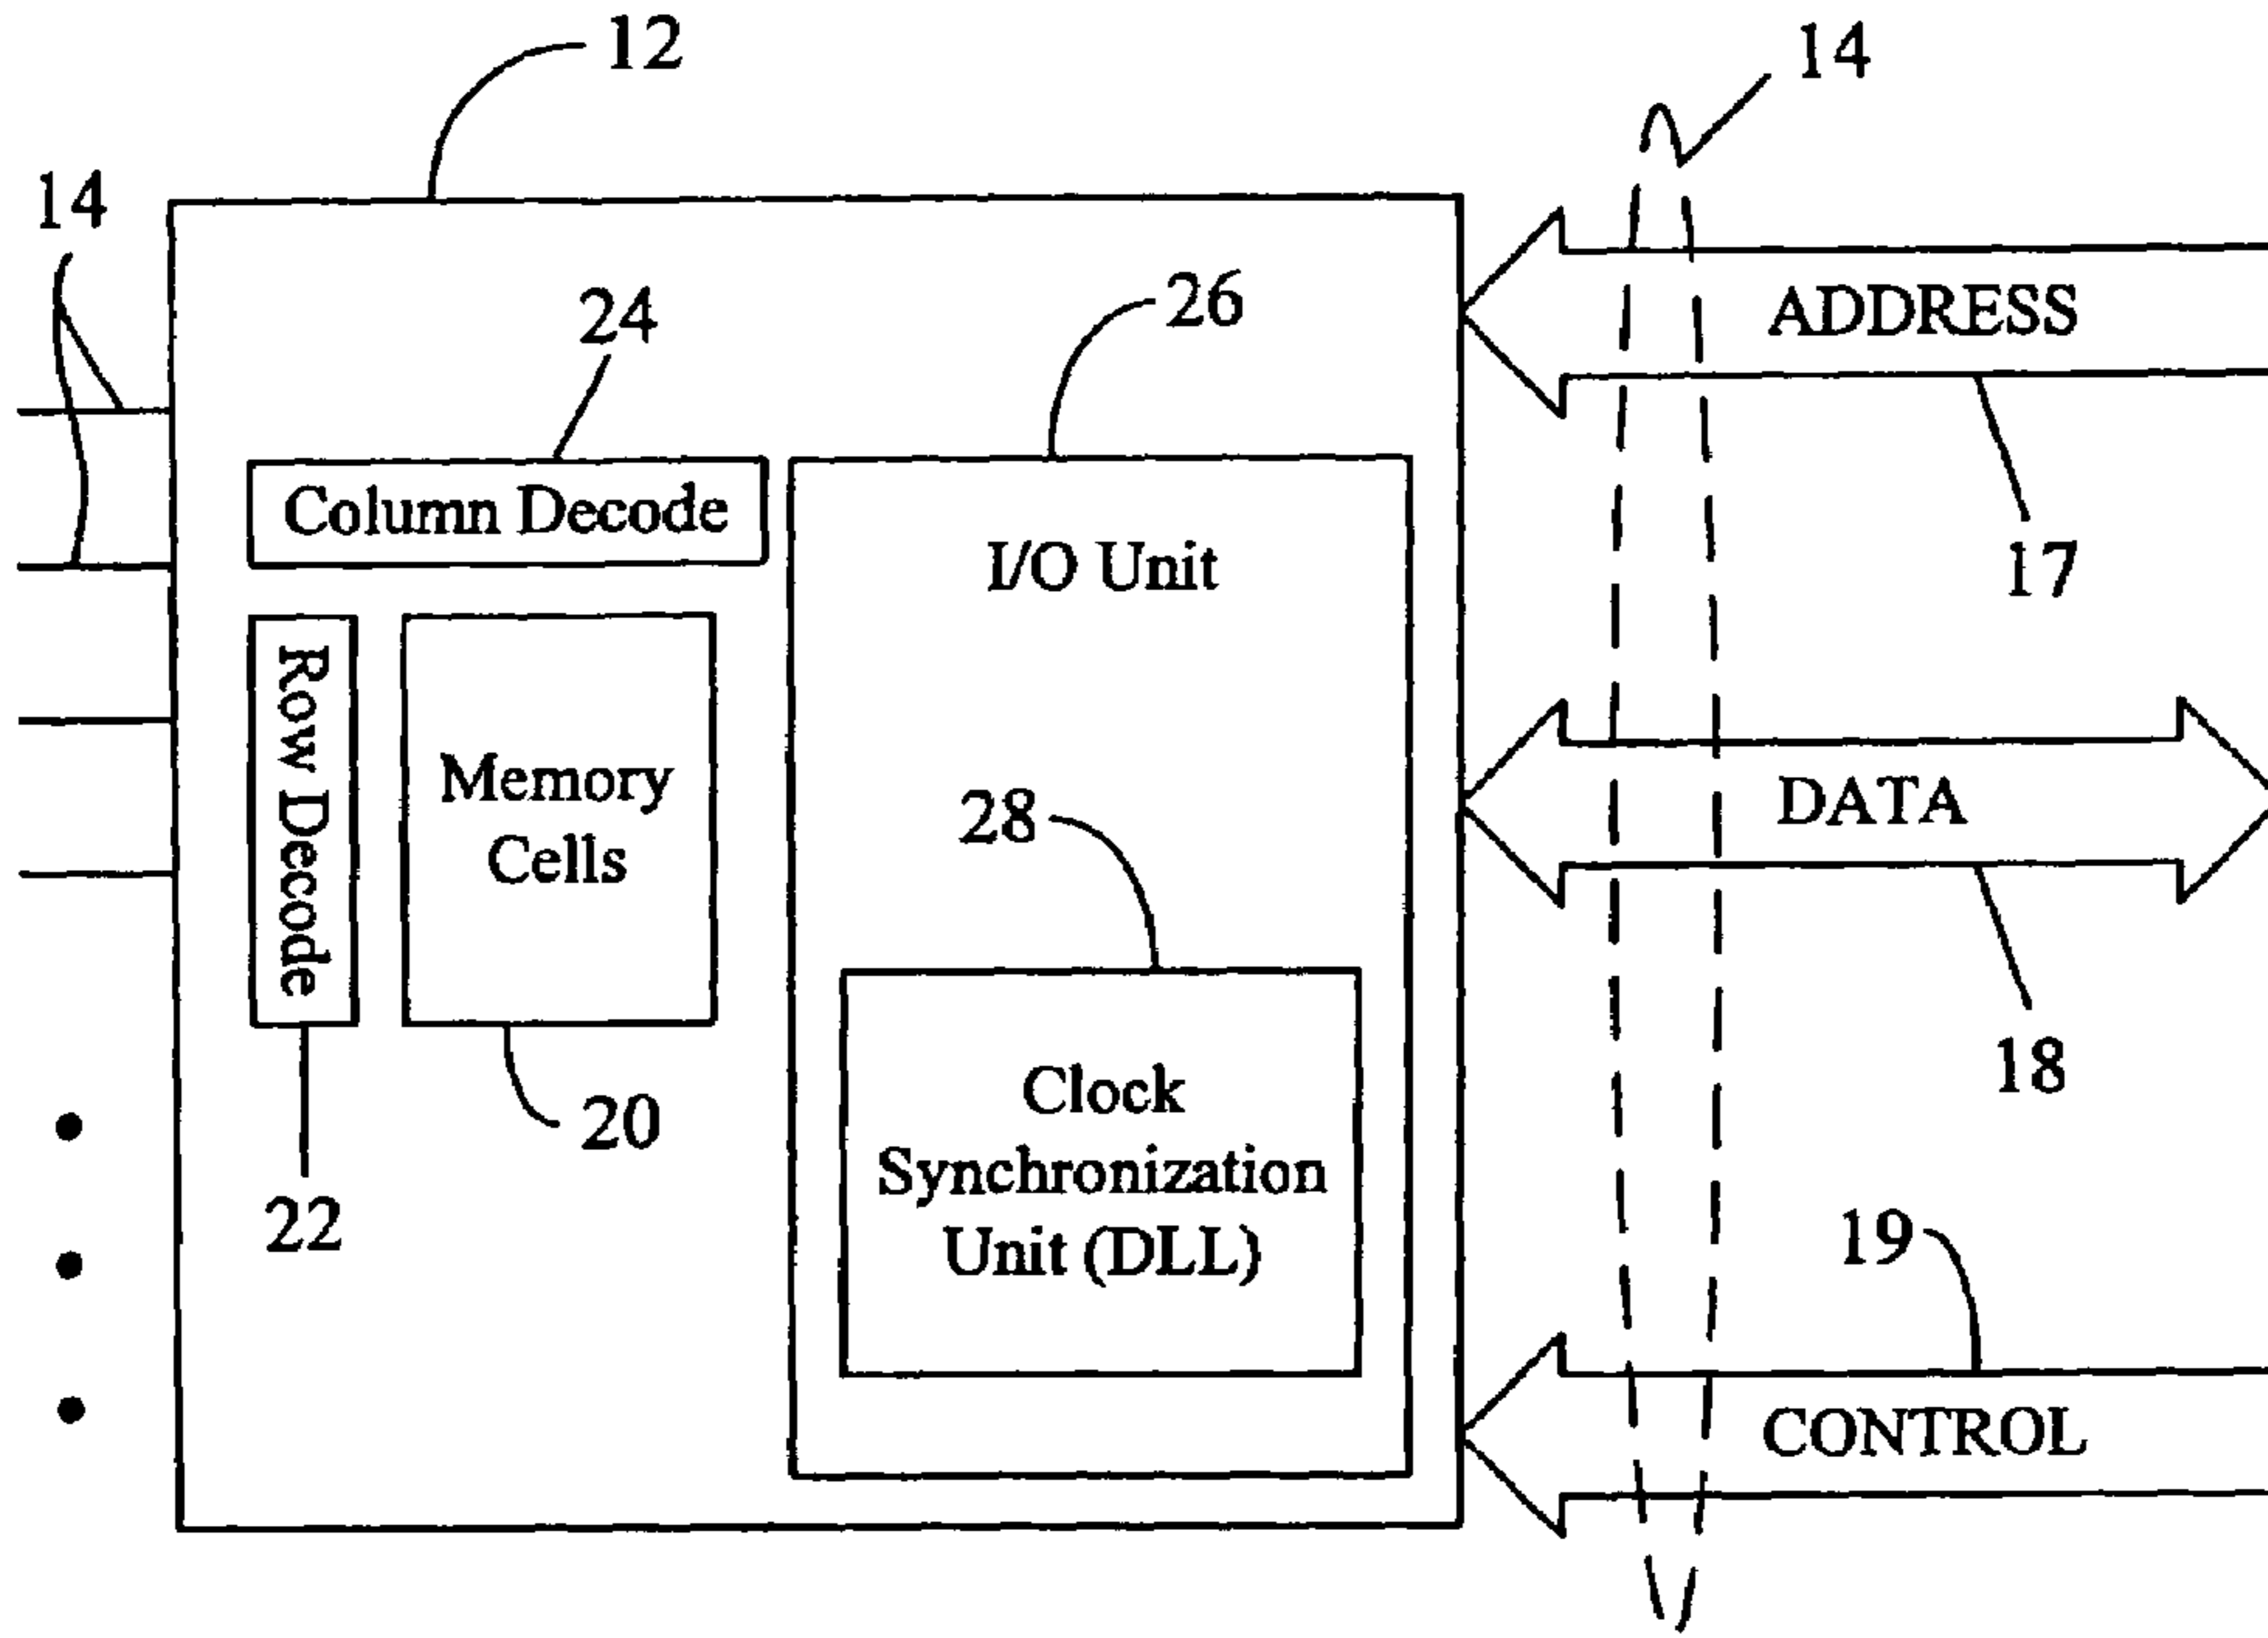 12
14
14
24
26
ADDRESS
Column Decode
I/O Unit
17
Row Decode
Memory
Cells
28
DATA
18
Clock
Synchronization
Unit (DLL)
20
22
19
CONTROL